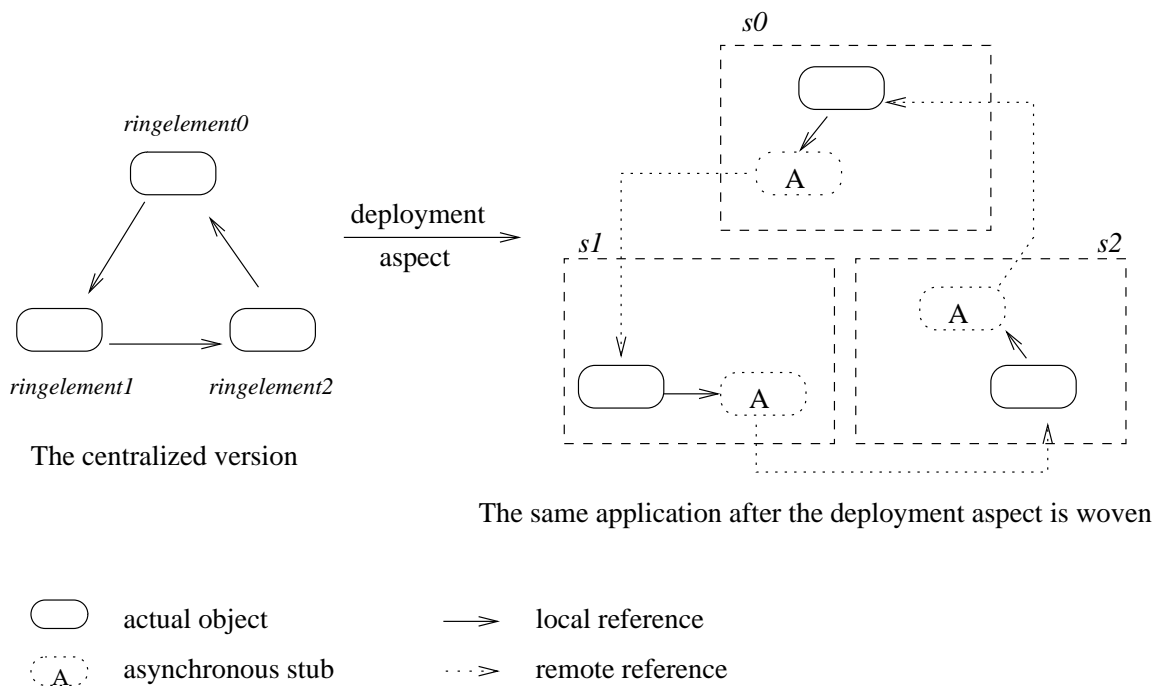 s0
ringelement0
A
deployment
aspect
s1
s2
A
A
ringelement1
ringelement2
The centralized version
The same application after the deployment aspect is woven
actual object
local reference
A
asynchronous stub
remote reference